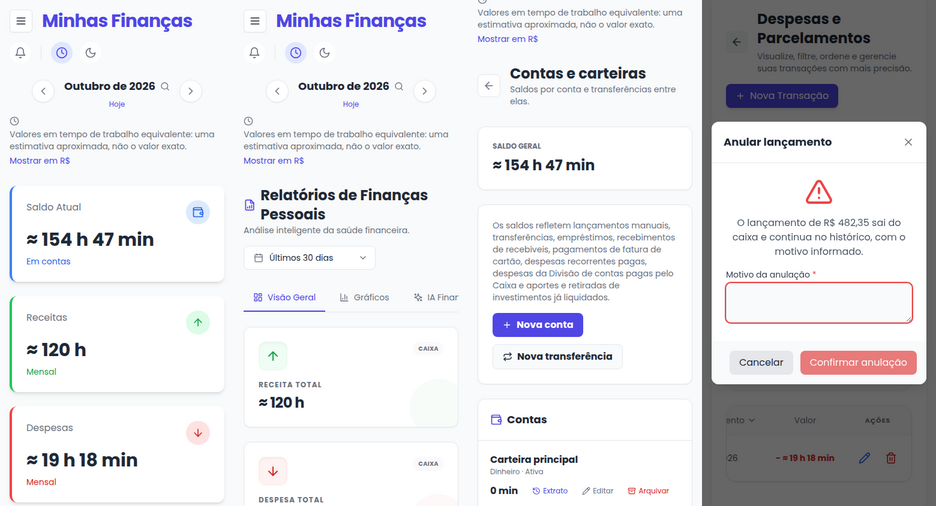 Minhas Finanças
Outubro de 2026
Hoje
Valores em tempo de trabalho equivalente: uma
estimativa aproximada, não o valor exato.
Mostrar em R$
Saldo Atual
≈ 154 h 47 min
Em contas
Receitas
≈ 120 h
Mensal
Despesas
≈ 19 h 18 min
Mensal
Minhas Finanças
Outubro de 2026
Hoje
Valores em tempo de trabalho equivalente: uma
estimativa aproximada, não o valor exato.
Mostrar em R$
Relatórios de Finanças
Pessoais
Análise inteligente da saúde financeira.
Últimos 30 dias
Visão Geral
Gráficos
IA Finar
CAIXA
RECEITA TOTAL
≈ 120 h
CAIXA
DESPESA TOTAL
Valores em tempo de trabalho equivalente: uma
estimativa aproximada, não o valor exato.
Mostrar em R$
Contas e carteiras
Saldos por conta e transferências entre
elas.
SALDO GERAL
≈ 154 h 47 min
Os saldos refletem lançamentos manuais,
transferências, empréstimos, recebimentos
de recebíveis, pagamentos de fatura de
cartão, despesas recorrentes pagas,
despesas da Divisão de contas pagas pelo
Caixa e aportes e retiradas de
investimentos já liquidados.
+ Nova conta
Nova transferência
Contas
Carteira principal
Dinheiro · Ativa
0 min
Extrato
Editar
Arquivar
Despesas e
Parcelamentos
Visualize, filtre, ordene e gerencie
suas transações com mais precisão.
+ Nova Transação
Anular lançamento
O lançamento de R$ 482,35 sai do
caixa e continua no histórico, com o
motivo informado.
Motivo da anulação *
Cancelar
Confirmar anulação
ento
Valor
AÇÕES
026
- ≈ 19 h 18 min